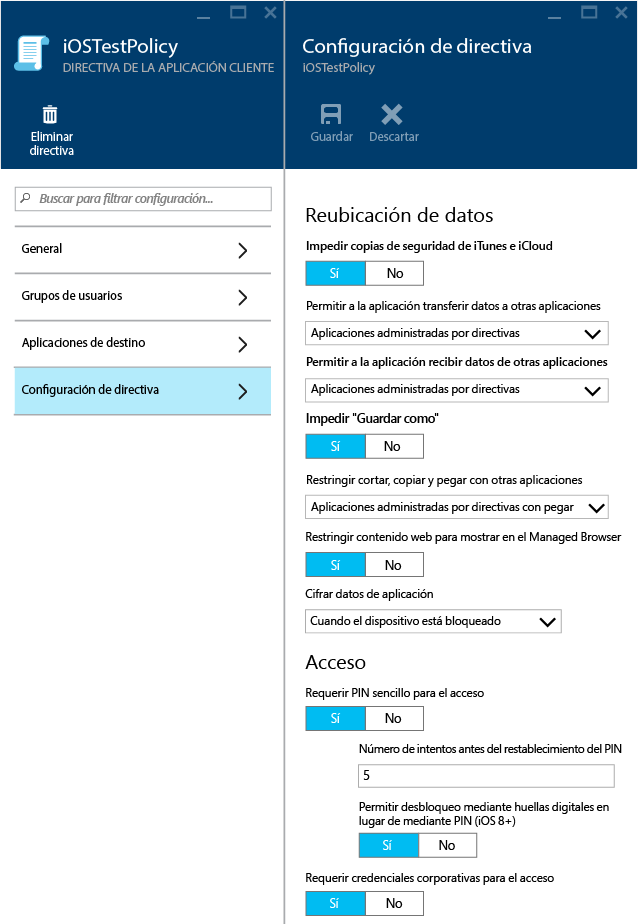 iOSTestPolicy
DIRECTIVA DE LA APLICACIÓN CLIENTE
Eliminar
directiva
Buscar para filtrar configuración...
General
Grupos de usuarios
Aplicaciones de destino
Configuración de directiva
Configuración de directiva
iOSTestPolicy
Guardar Descartar
Reubicación de datos
Impedir copias de seguridad de iTunes e iCloud
Sí No
Permitir a la aplicación transferir datos a otras aplicaciones
Aplicaciones administradas por directivas
Permitir a la aplicación recibir datos de otras aplicaciones
Aplicaciones administradas por directivas
Impedir "Guardar como"
Sí No
Restringir cortar, copiar y pegar con otras aplicaciones
Aplicaciones administradas por directivas con pegar
Restringir contenido web para mostrar en el Managed Browser
Sí No
Cifrar datos de aplicación
Cuando el dispositivo está bloqueado
Acceso
Requerir PIN sencillo para el acceso
Sí No
Número de intentos antes del restablecimiento del PIN
5
Permitir desbloqueo mediante huellas digitales en
lugar de mediante PIN (iOS 8+)
Sí No
Requerir credenciales corporativas para el acceso
Sí No